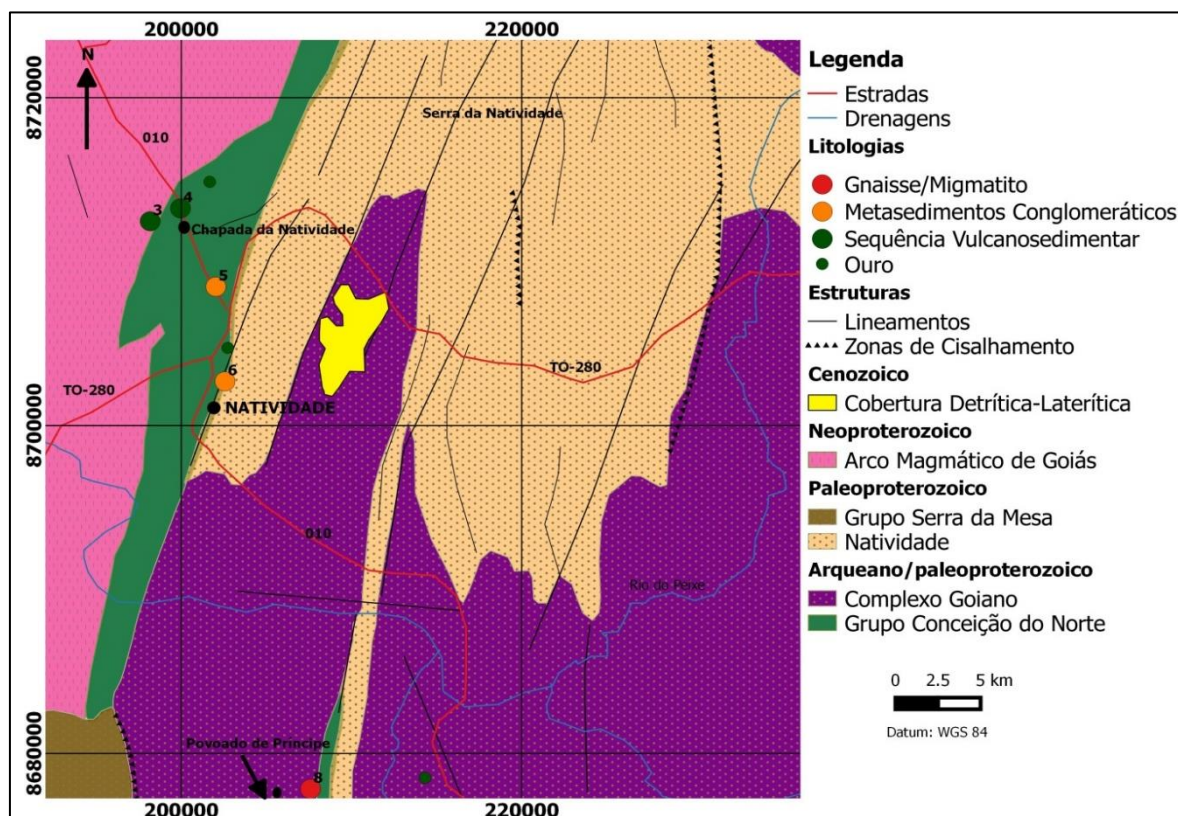 200000
220000
N
8720000
Serra da Natividade
010
4
3
Chapada da Natividade
5
TO-280
6
TO-280
NATIVIDADE
8700000
010
Rio do Peixe
Povoado de Principe
8680000
8
200000
220000
Legenda
Estradas
Drenagens
Litologias
Gnaisse/Migmatito
Metasedimentos Conglomeráticos
Sequência Vulcanosedimentar
Ouro
Estruturas
Lineamentos
Zonas de Cisalhamento
Cenozoico
Cobertura Detrítica-Laterítica
Neoproterozoico
Arco Magmático de Goiás
Paleoproterozoico
Grupo Serra da Mesa
Natividade
Arqueano/paleoproterozoico
Complexo Goiano
Grupo Conceição do Norte
0 2.5 5 km
Datum: WGS 84